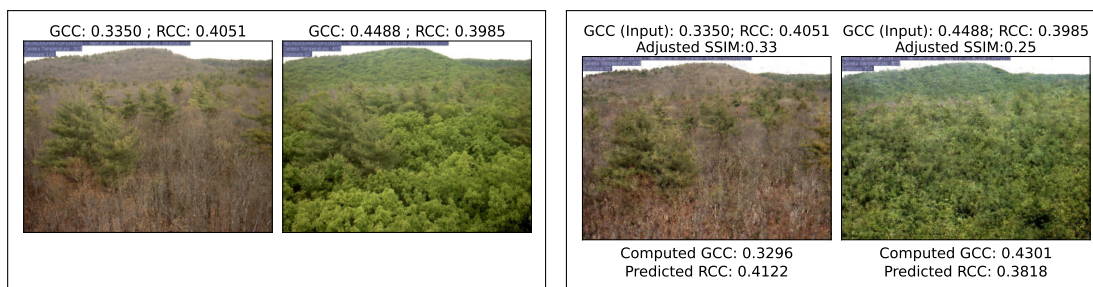 GCC: 0.3350 ; RCC: 0.4051
GCC: 0.4488 ; RCC: 0.3985
GCC (Input): 0.3350; RCC: 0.4051
Adjusted SSIM:0.33
GCC (Input): 0.4488; RCC: 0.3985
Adjusted SSIM:0.25
Computed GCC: 0.3296
Predicted RCC: 0.4122
Computed GCC: 0.4301
Predicted RCC: 0.3818